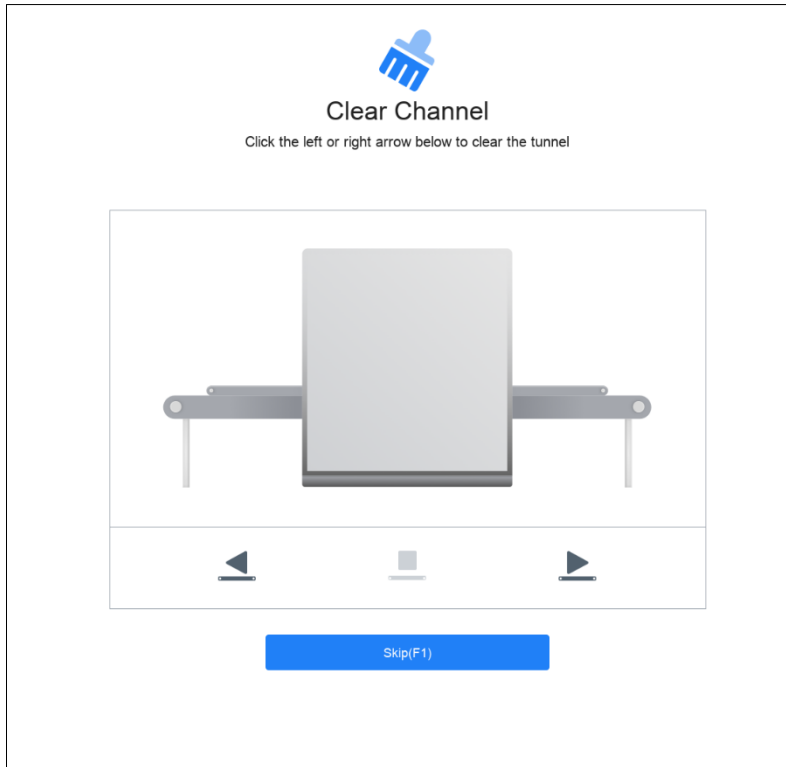 Clear Channel
Click the left or right arrow below to clear the tunnel
Skip(F1)